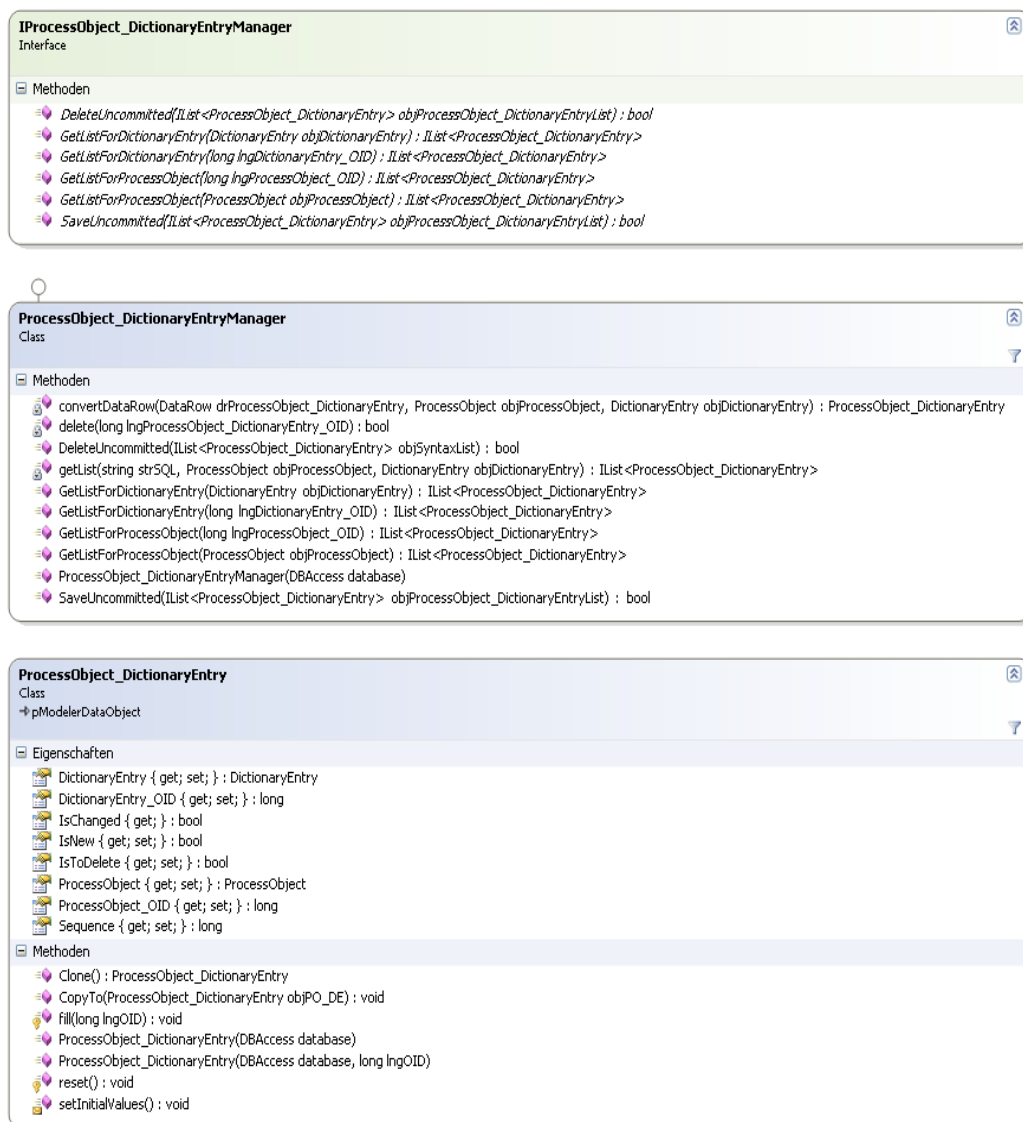 IProcessObject_DictionaryEntryManager
Interface
Methoden
DeleteUncommitted(IList<ProcessObject_DictionaryEntry> objProcessObject_DictionaryEntryList) : bool
GetListForDictionaryEntry(DictionaryEntry objDictionaryEntry) : IList<ProcessObject_DictionaryEntry>
GetListForDictionaryEntry(long lngDictionaryEntry_OID) : IList<ProcessObject_DictionaryEntry>
GetListForProcessObject(long lngProcessObject_OID) : IList<ProcessObject_DictionaryEntry>
GetListForProcessObject(ProcessObject objProcessObject) : IList<ProcessObject_DictionaryEntry>
SaveUncommitted(IList<ProcessObject_DictionaryEntry> objProcessObject_DictionaryEntryList) : bool
ProcessObject_DictionaryEntryManager
Class
Methoden
convertDataRow(DataRow drProcessObject_DictionaryEntry, ProcessObject objProcessObject, DictionaryEntry objDictionaryEntry) : ProcessObject_DictionaryEntry
delete(long lngProcessObject_DictionaryEntry_OID) : bool
DeleteUncommitted(IList<ProcessObject_DictionaryEntry> objSyntaxList) : bool
getList(string strSQL, ProcessObject objProcessObject, DictionaryEntry objDictionaryEntry) : IList<ProcessObject_DictionaryEntry>
GetListForDictionaryEntry(DictionaryEntry objDictionaryEntry) : IList<ProcessObject_DictionaryEntry>
GetListForDictionaryEntry(long lngDictionaryEntry_OID) : IList<ProcessObject_DictionaryEntry>
GetListForProcessObject(long lngProcessObject_OID) : IList<ProcessObject_DictionaryEntry>
GetListForProcessObject(ProcessObject objProcessObject) : IList<ProcessObject_DictionaryEntry>
ProcessObject_DictionaryEntryManager(DBAccess database)
SaveUncommitted(IList<ProcessObject_DictionaryEntry> objProcessObject_DictionaryEntryList) : bool
ProcessObject_DictionaryEntry
Class
pModelerDataObject
Eigenschaften
DictionaryEntry { get; set; } : DictionaryEntry
DictionaryEntry_OID { get; set; } : long
IsChanged { get; } : bool
IsNew { get; set; } : bool
IsToDelete { get; set; } : bool
ProcessObject { get; set; } : ProcessObject
ProcessObject_OID { get; set; } : long
Sequence { get; set; } : long
Methoden
Clone() : ProcessObject_DictionaryEntry
CopyTo(ProcessObject_DictionaryEntry objPO_DE) : void
fill(long lngOID) : void
ProcessObject_DictionaryEntry(DBAccess database)
ProcessObject_DictionaryEntry(DBAccess database, long lngOID)
reset() : void
setInitialValues() : void